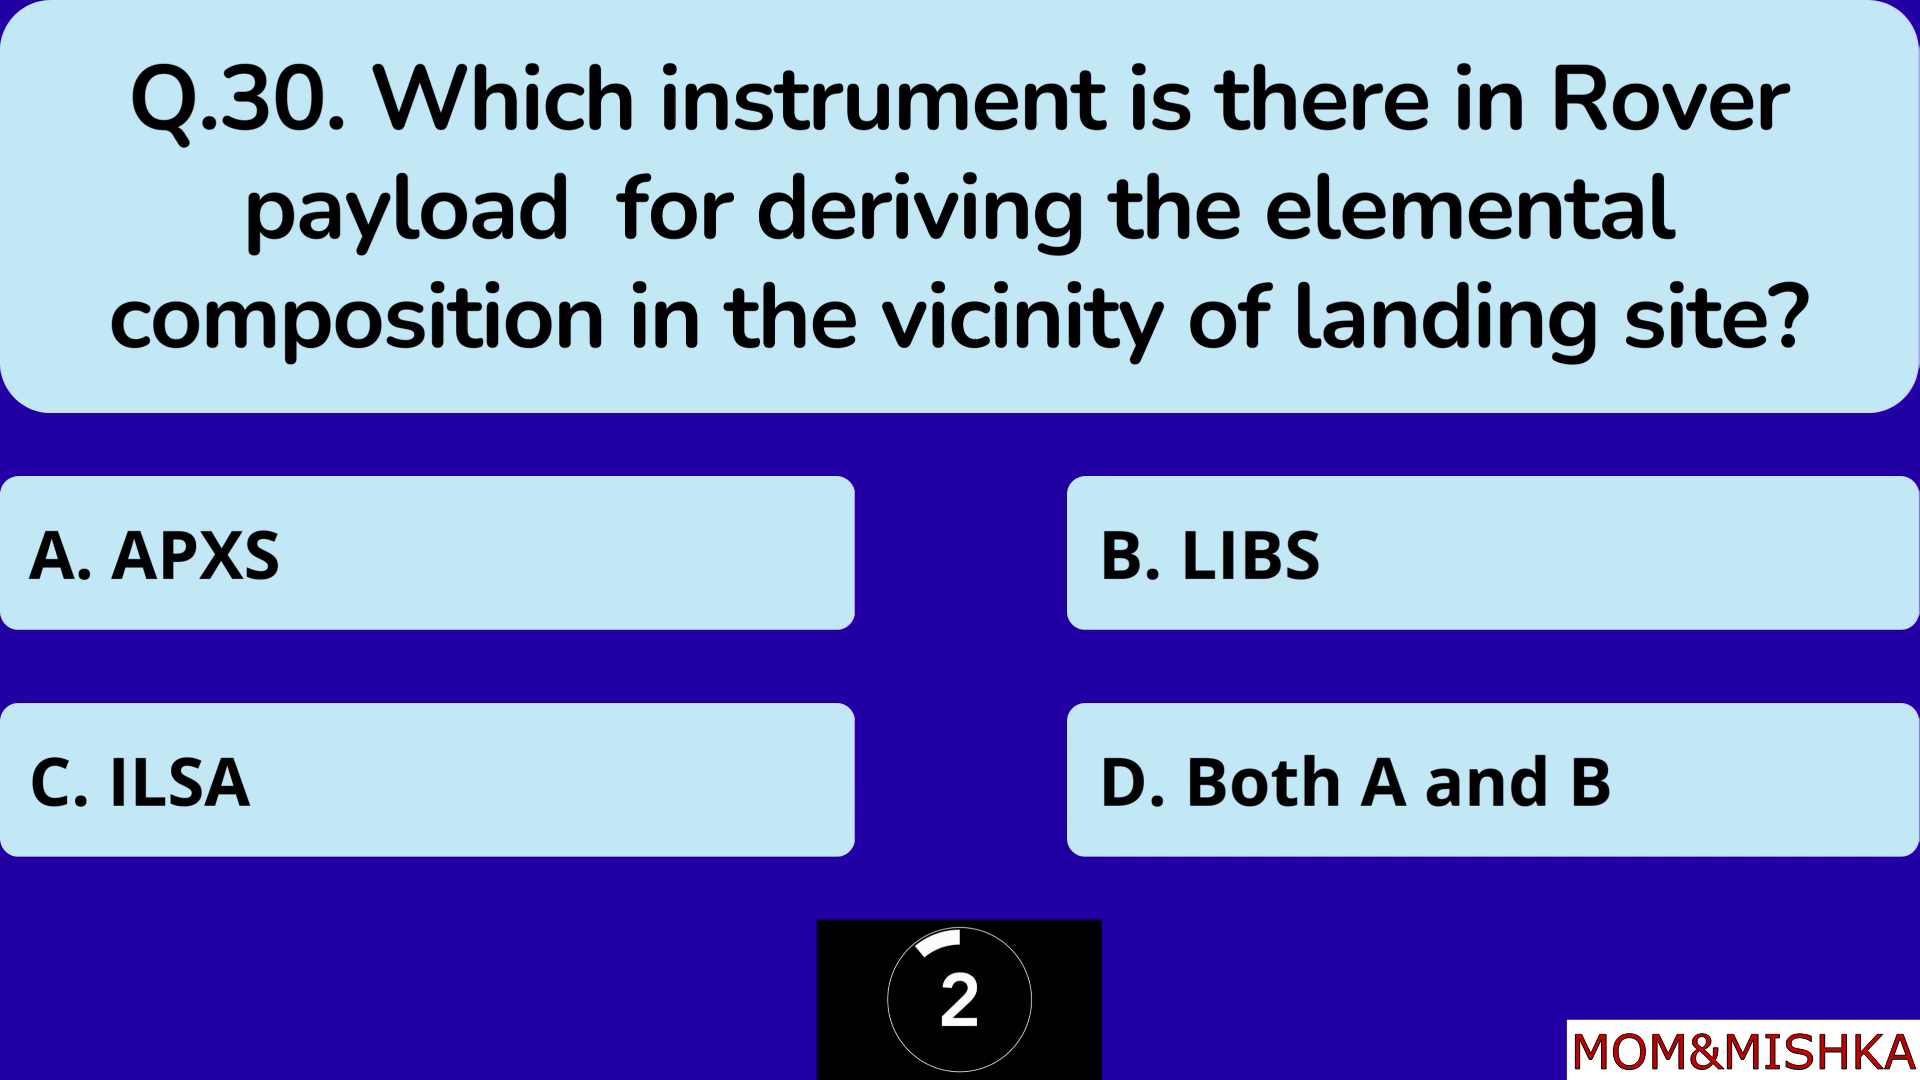 Q.30. Which instrument is there in Rover
payload  for deriving the elemental
composition in the vicinity of landing site?
A. APXS
B. LIBS
C. ILSA
D. Both A and B
2
MOM&MISHKA